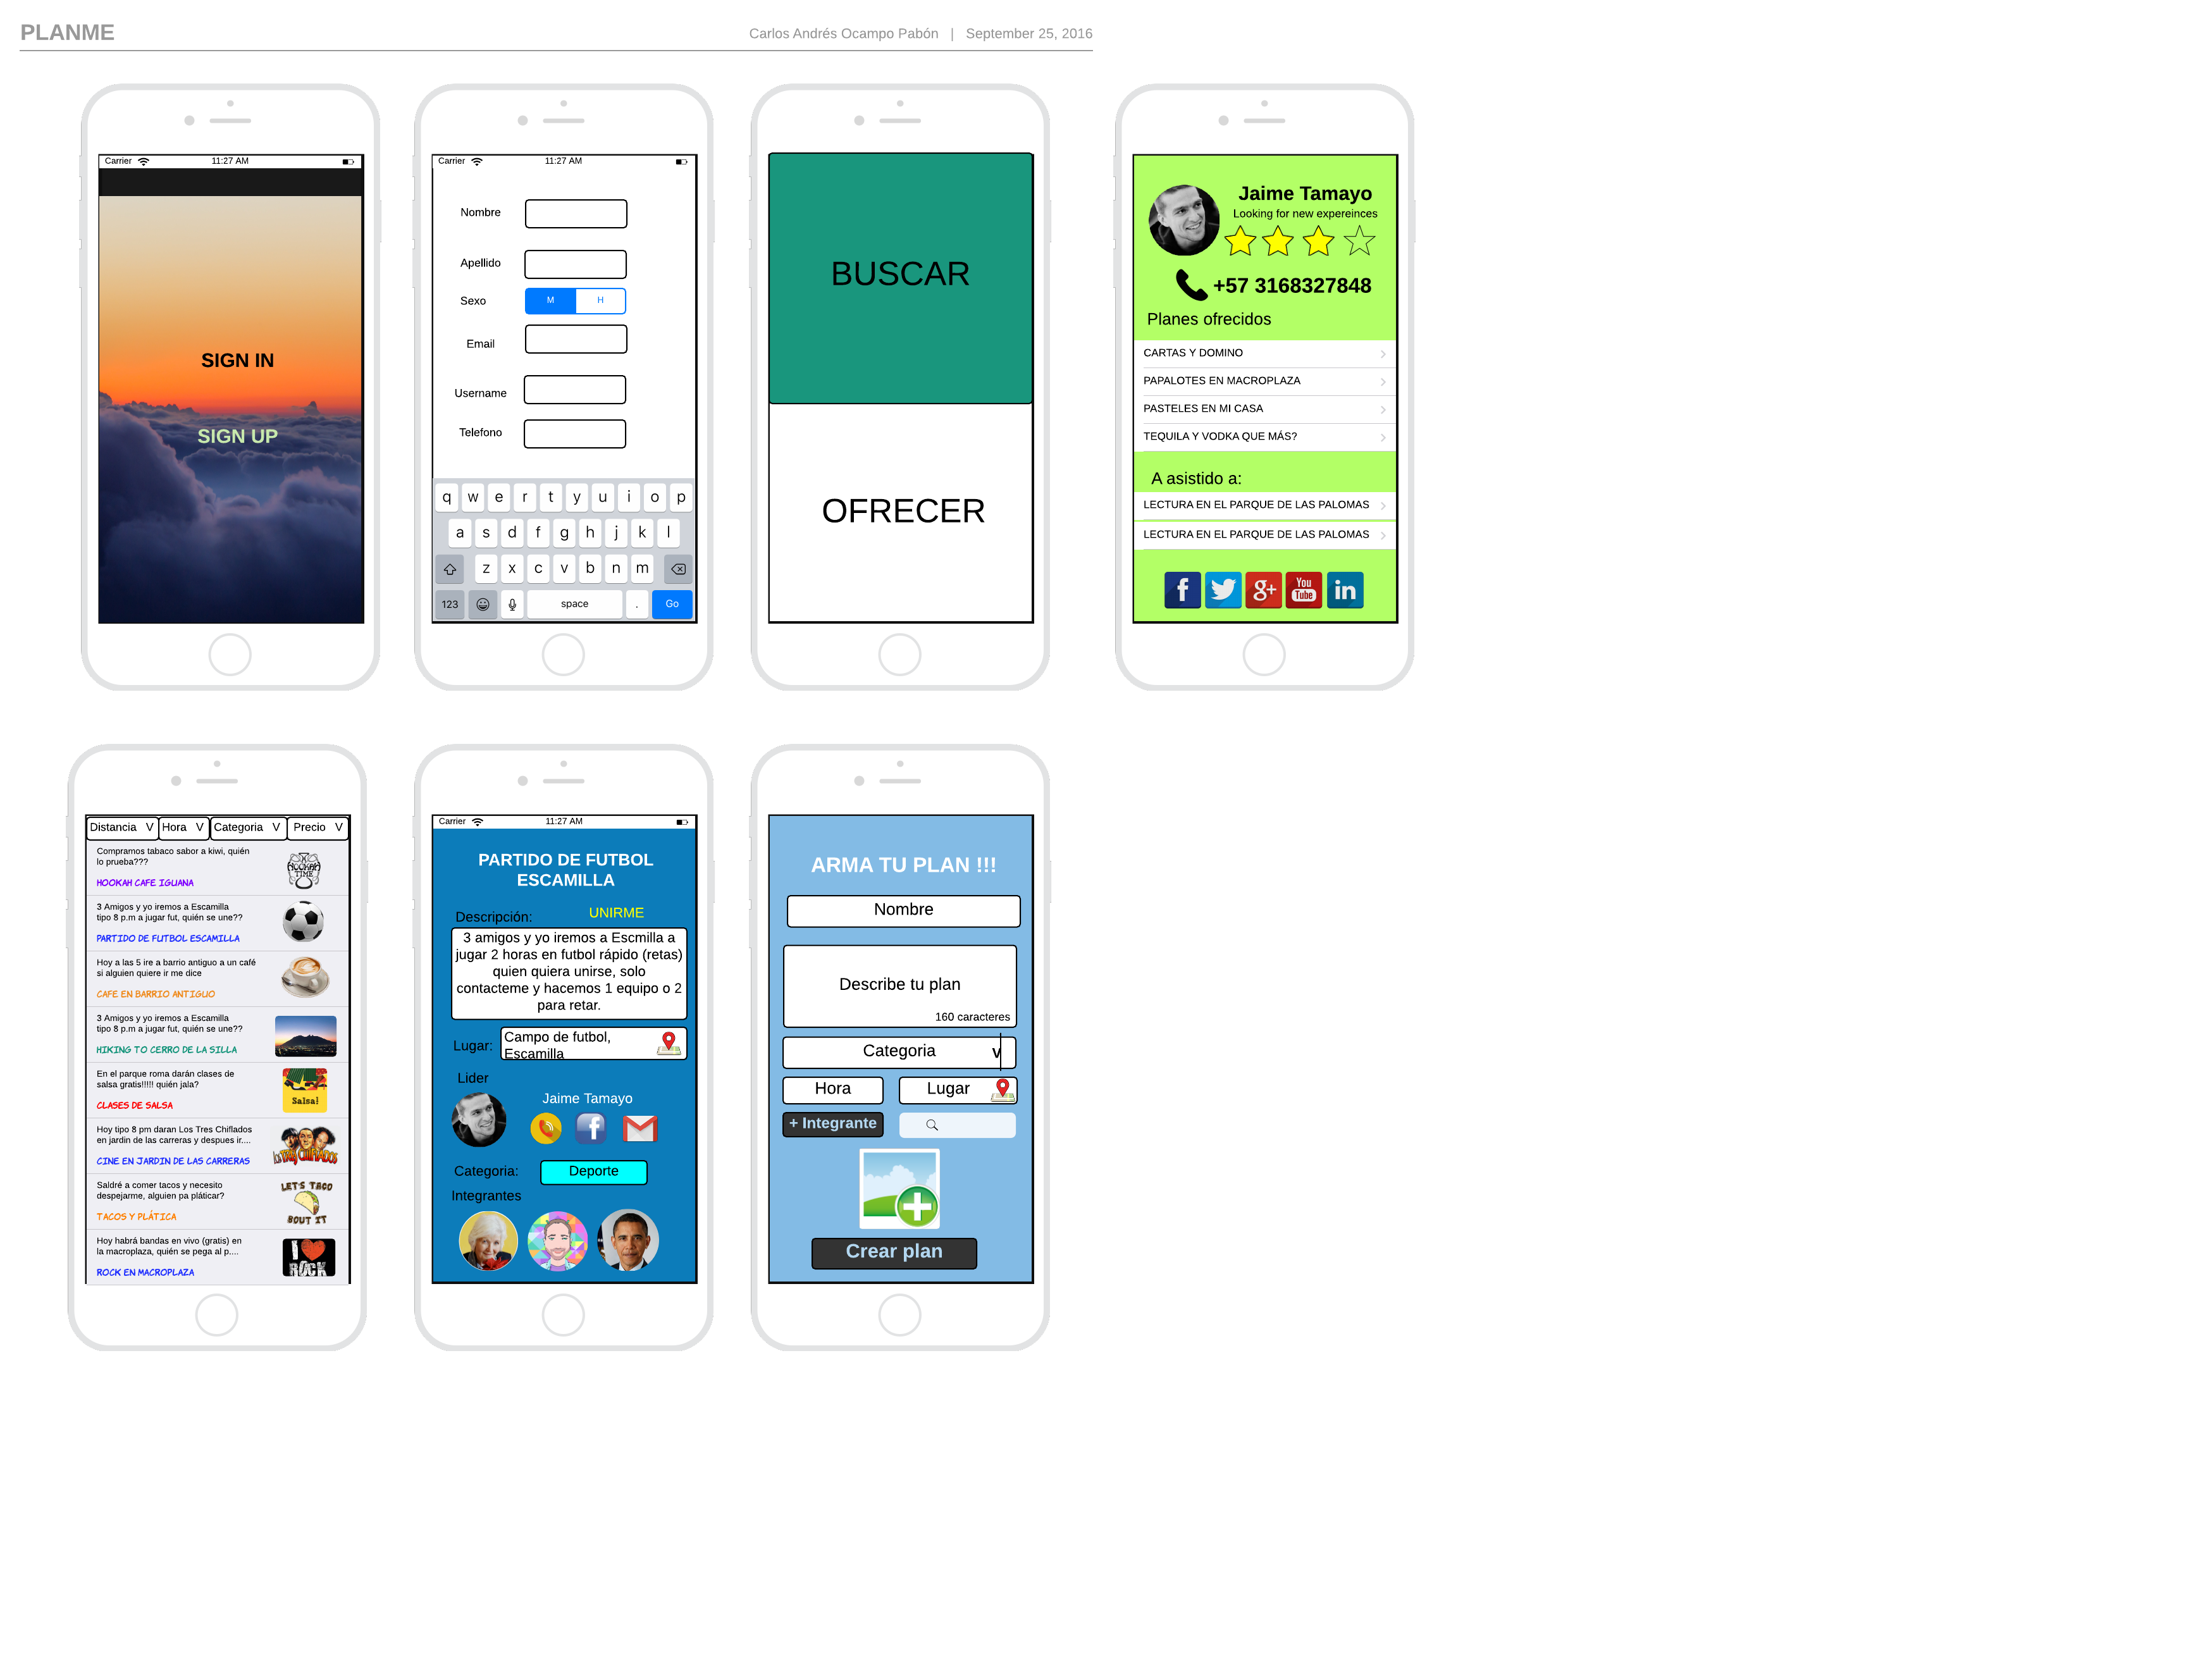 PLANME
Carlos Andrés Ocampo Pabón | September 25, 2016
Carrier 11:27 AM
SIGN IN
SIGN UP
Carrier 11:27 AM
Nombre
Apellido
Sexo M H
Email
Username
Telefono
q w e r t y u i o p
a s d f g h j k l
z x c v b n m
123 space . Go
BUSCAR
OFRECER
Jaime Tamayo
Looking for new expereinces
+57 3168327848
Planes ofrecidos
CARTAS Y DOMINO
PAPALOTES EN MACROPLAZA
PASTELES EN MI CASA
TEQUILA Y VODKA QUE MÁS?
A asistido a:
LECTURA EN EL PARQUE DE LAS PALOMAS
LECTURA EN EL PARQUE DE LAS PALOMAS
f g+ You Tube in
Distancia V Hora V Categoria V Precio V
Compramos tabaco sabor a kiwi, quién
lo prueba???
HOOKAH CAFE IGUANA
HOOKAH
TIME
3 Amigos y yo iremos a Escamilla
tipo 8 p.m a jugar fut, quién se une??
PARTIDO DE FUTBOL ESCAMILLA
Hoy a las 5 ire a barrio antiguo a un café
si alguien quiere ir me dice
CAFE EN BARRIO ANTIGUO
3 Amigos y yo iremos a Escamilla
tipo 8 p.m a jugar fut, quién se une??
HIKING TO CERRO DE LA SILLA
En el parque roma darán clases de
salsa gratis!!!!! quién jala?
CLASES DE SALSA
Salsa!
Hoy tipo 8 pm daran Los Tres Chiflados
en jardin de las carreras y despues ir....
CINE EN JARDIN DE LAS CARRERAS
Saldré a comer tacos y necesito
despejarme, alguien pa pláticar?
TACOS Y PLÁTICA
LET'S TACO
BOUT IT
Hoy habrá bandas en vivo (gratis) en
la macroplaza, quién se pega al p....
ROCK EN MACROPLAZA
I
ROCK
Carrier 11:27 AM
PARTIDO DE FUTBOL
ESCAMILLA
Descripción: UNIRME
3 amigos y yo iremos a Escmilla a
jugar 2 horas en futbol rápido (retas)
quien quiera unirse, solo
contacteme y hacemos 1 equipo o 2
para retar.
Lugar: Campo de futbol,
Escamilla
Lider
Jaime Tamayo
f
Categoria: Deporte
Integrantes
ARMA TU PLAN !!!
Nombre
Describe tu plan
160 caracteres
Categoria V
Hora Lugar
+ Integrante
Crear plan